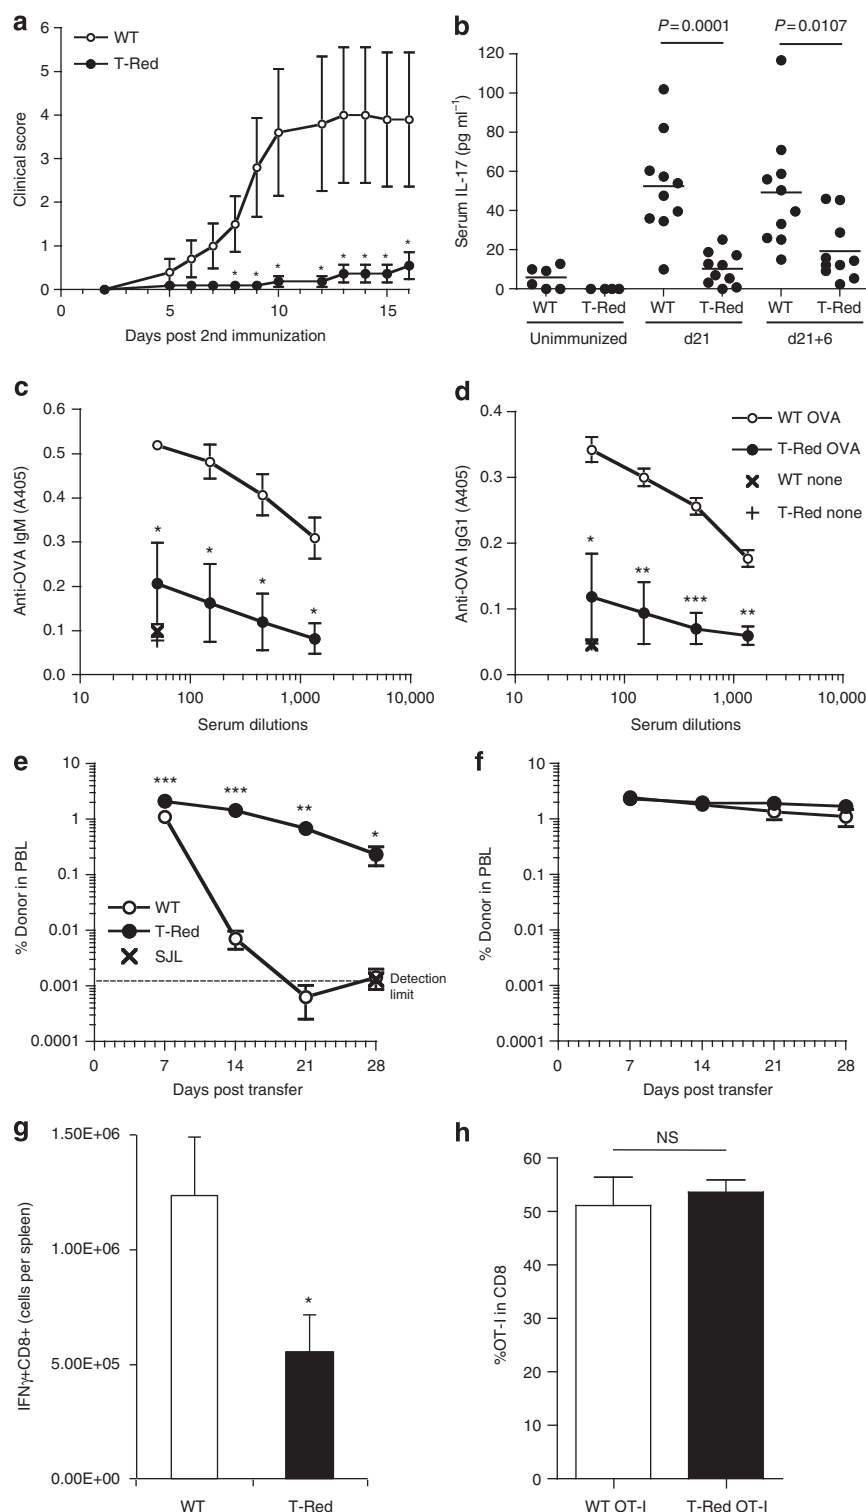 a
6
5
4
3
2
1
0
Clinical score
WT
T-Red
* * * * * * * *
0 5 10 15
Days post 2nd immunization
b
P=0.0001 P=0.0107
120
100
80
60
40
20
0
Serum IL-17 (pg ml⁻¹)
WT T-Red WT T-Red WT T-Red
Unimmunized d21 d21+6
c
0.6
0.5
0.4
0.3
0.2
0.1
0.0
Anti-OVA IgM (A405)
* * * *
10 100 1,000 10,000
Serum dilutions
d
0.4
0.3
0.2
0.1
0.0
Anti-OVA IgG1 (A405)
WT OVA
T-Red OVA
WT none
T-Red none
* ** *** **
10 100 1,000 10,000
Serum dilutions
e
10
1
0.1
0.01
0.001
0.0001
% Donor in PBL
*** *** ** *
WT
T-Red
SJL
Detection
limit
0 7 14 21 28
Days post transfer
f
10
1
0.1
0.01
0.001
0.0001
% Donor in PBL
0 7 14 21 28
Days post transfer
g
1.50E+06
1.00E+06
5.00E+05
0.00E+00
IFNγ+CD8+ (cells per spleen)
*
WT T-Red
h
NS
60
50
40
30
20
10
0
%OT-I in CD8
WT OT-I T-Red OT-I